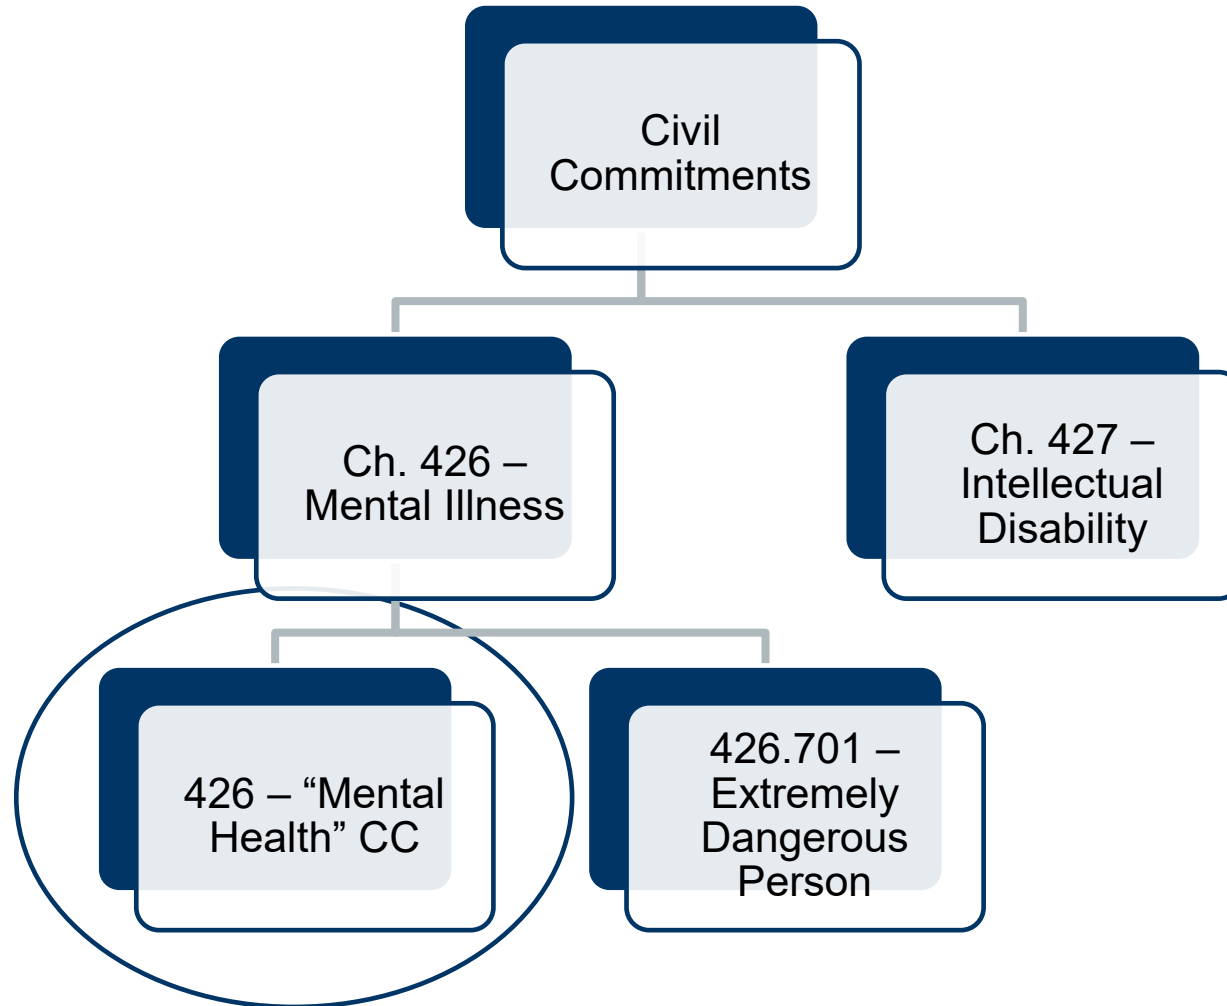 Civil
Commitments
Ch. 426 –
Mental Illness
Ch. 427 –
Intellectual
Disability
426 – “Mental
Health” CC
426.701 –
Extremely
Dangerous
Person